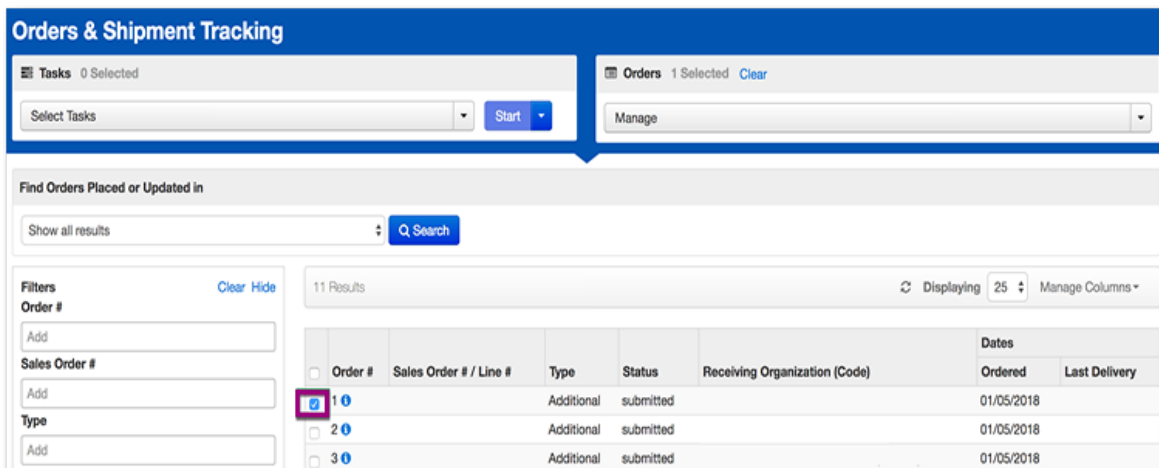 Orders & Shipment Tracking
Tasks 0 Selected
Orders 1 Selected Clear
Select Tasks
Start
Manage
Find Orders Placed or Updated in
Show all results
Search
Filters Clear Hide
11 Results
Displaying 25 Manage Columns
Order #
Add
Sales Order #
Add
Type
Add
Dates
Order # Sales Order # / Line # Type Status Receiving Organization (Code) Ordered Last Delivery
1 Additional submitted 01/05/2018
2 Additional submitted 01/05/2018
3 Additional submitted 01/05/2018